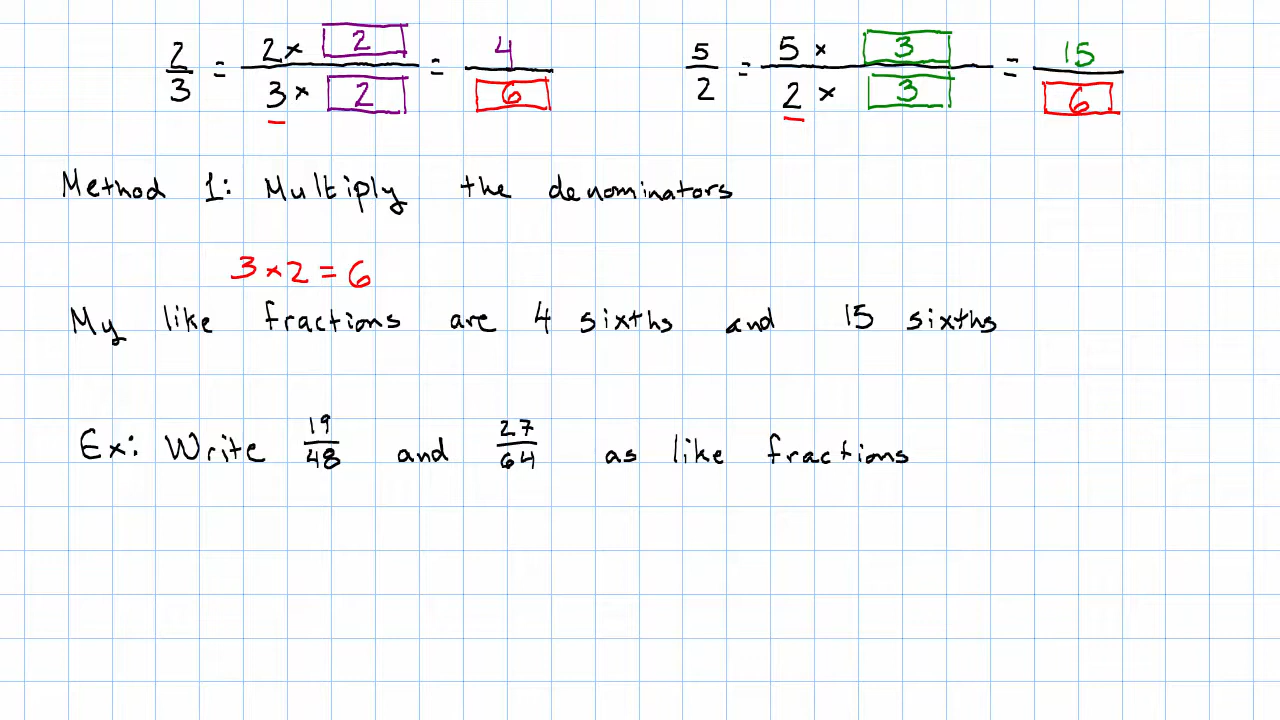 2/3 = 2 × 2 / 3 × 2 = 4/6    5/2 = 5 × 3 / 2 × 3 = 15/6
Method 1: Multiply the denominators
3 × 2 = 6
My like fractions are 4 sixths and 15 sixths
Ex: Write 19/48 and 27/64 as like fractions